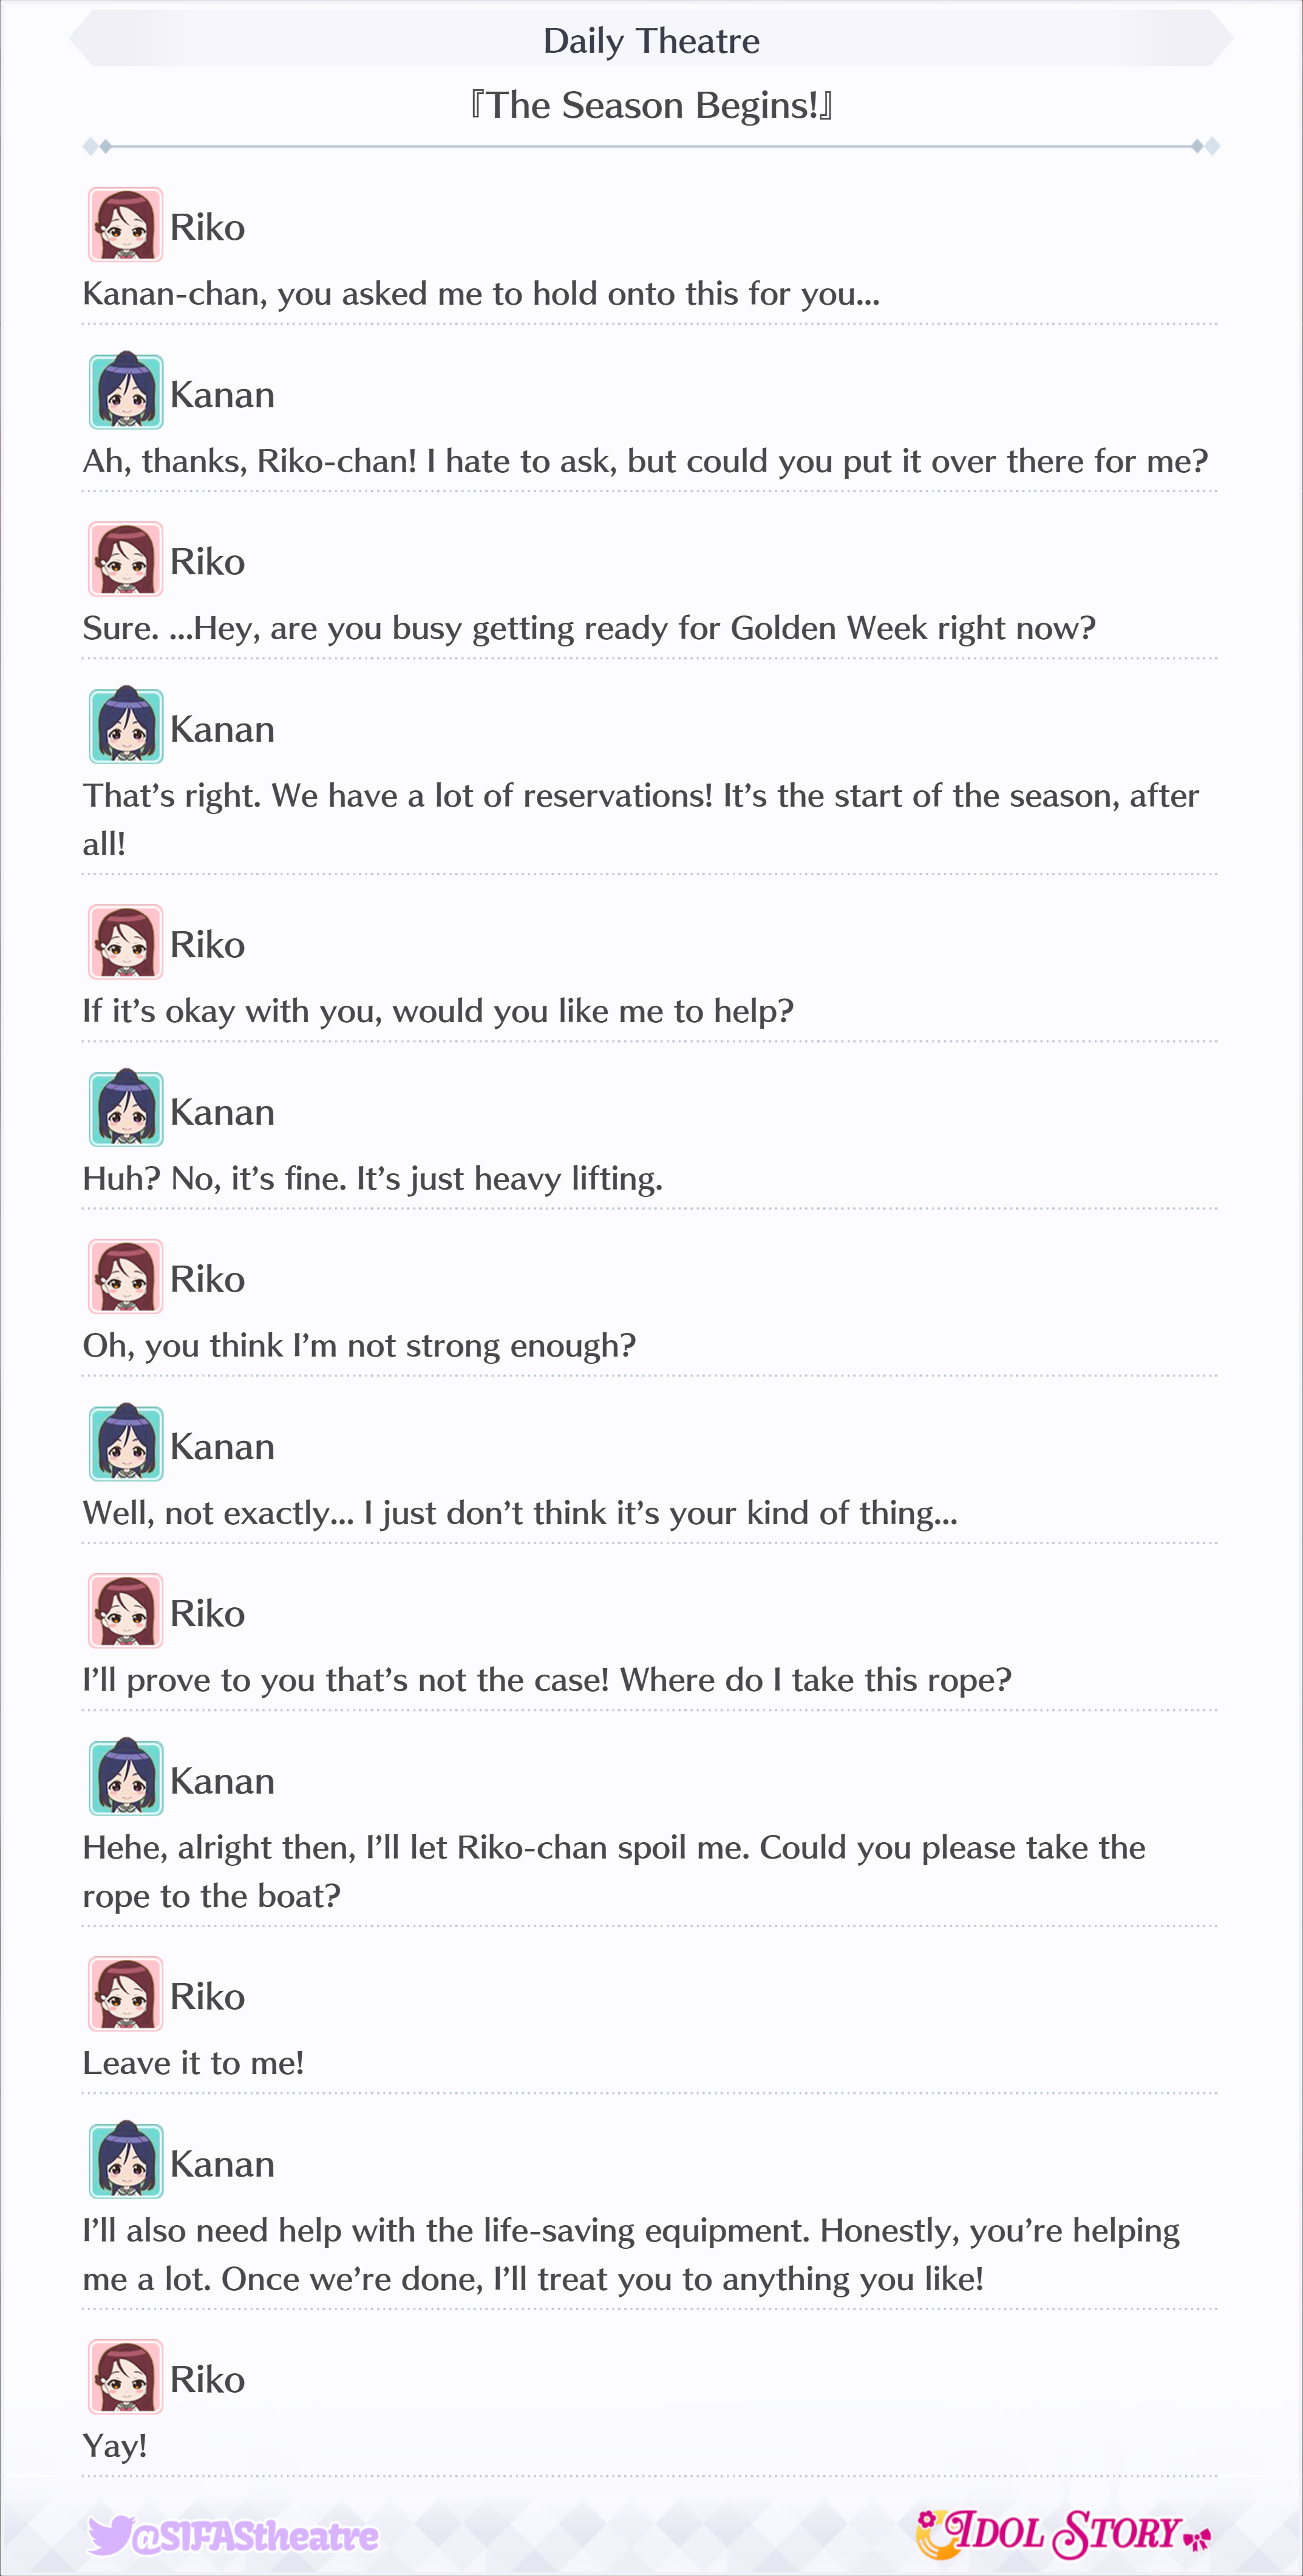 Daily Theatre
『The Season Begins!』
Riko
Kanan-chan, you asked me to hold onto this for you...
Kanan
Ah, thanks, Riko-chan! I hate to ask, but could you put it over there for me?
Riko
Sure. ...Hey, are you busy getting ready for Golden Week right now?
Kanan
That’s right. We have a lot of reservations! It’s the start of the season, after
all!
Riko
If it’s okay with you, would you like me to help?
Kanan
Huh? No, it’s fine. It’s just heavy lifting.
Riko
Oh, you think I’m not strong enough?
Kanan
Well, not exactly... I just don’t think it’s your kind of thing...
Riko
I’ll prove to you that’s not the case! Where do I take this rope?
Kanan
Hehe, alright then, I’ll let Riko-chan spoil me. Could you please take the
rope to the boat?
Riko
Leave it to me!
Kanan
I’ll also need help with the life-saving equipment. Honestly, you’re helping
me a lot. Once we’re done, I’ll treat you to anything you like!
Riko
Yay!
@SIFAStheatre
IDOL STORY